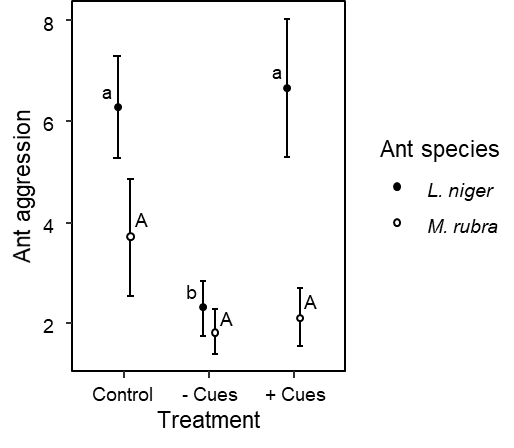 Ant aggression
8
6
4
2
a
A
b
A
a
A
Control
- Cues
+ Cues
Treatment
Ant species
L. niger
M. rubra